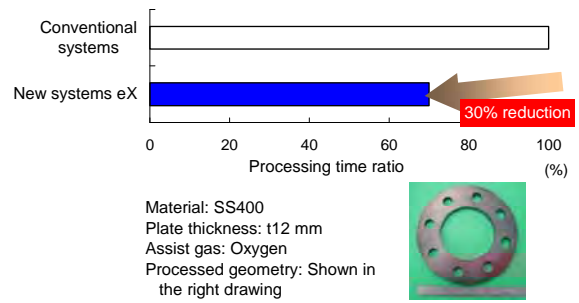 Conventional
systems
New systems eX
30% reduction
0 20 40 60 80 100
Processing time ratio
(%)
Material: SS400
Plate thickness: t12 mm
Assist gas: Oxygen
Processed geometry: Shown in
the right drawing